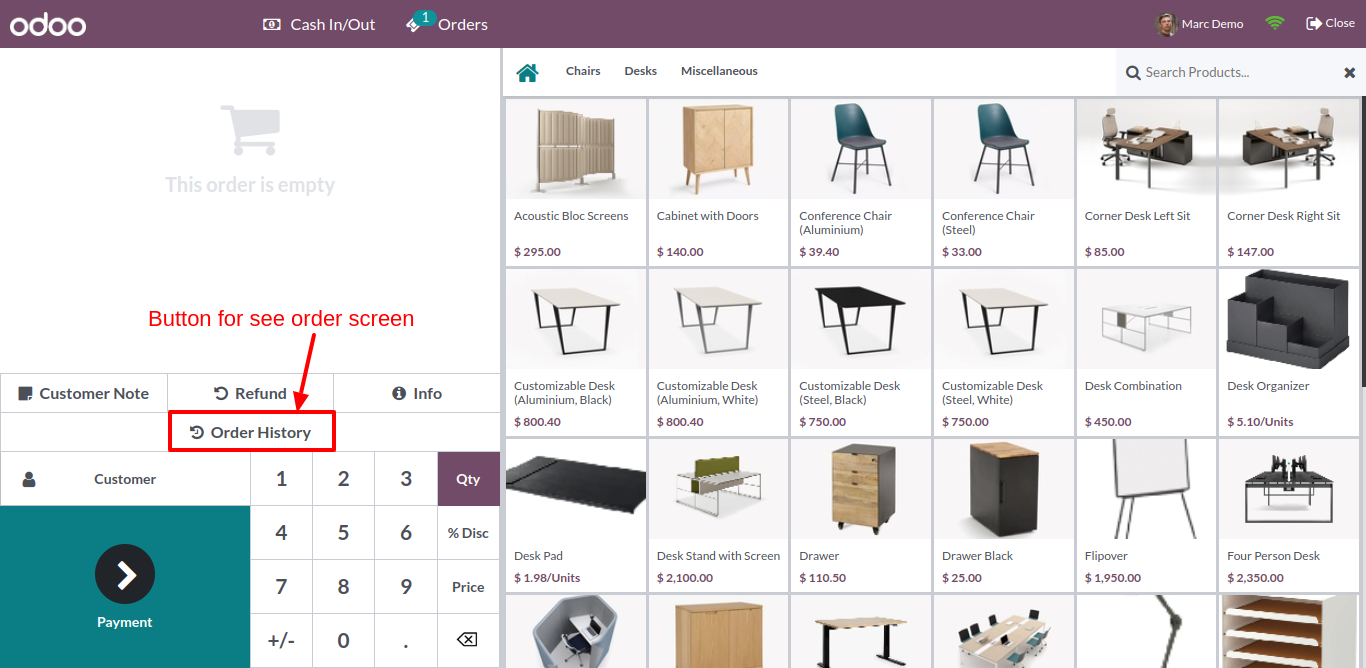 odoo
Cash In/Out
1
Orders
Marc Demo
Close
This order is empty
Chairs
Desks
Miscellaneous
Search Products...
Acoustic Bloc Screens
$ 295.00
Cabinet with Doors
$ 140.00
Conference Chair
(Aluminium)
$ 39.40
Conference Chair
(Steel)
$ 33.00
Corner Desk Left Sit
$ 85.00
Corner Desk Right Sit
$ 147.00
Customizable Desk
(Aluminium, Black)
$ 800.40
Customizable Desk
(Aluminium, White)
$ 800.40
Customizable Desk
(Steel, Black)
$ 750.00
Customizable Desk
(Steel, White)
$ 750.00
Desk Combination
$ 450.00
Desk Organizer
$ 5.10/Units
Desk Pad
$ 1.98/Units
Desk Stand with Screen
$ 2,100.00
Drawer
$ 110.50
Drawer Black
$ 25.00
Flipover
$ 1,950.00
Four Person Desk
$ 2,350.00
Button for see order screen
Customer Note
Refund
Info
Order History
Customer
1
2
3
Qty
4
5
6
% Disc
7
8
9
Price
+/-
0
.
Payment